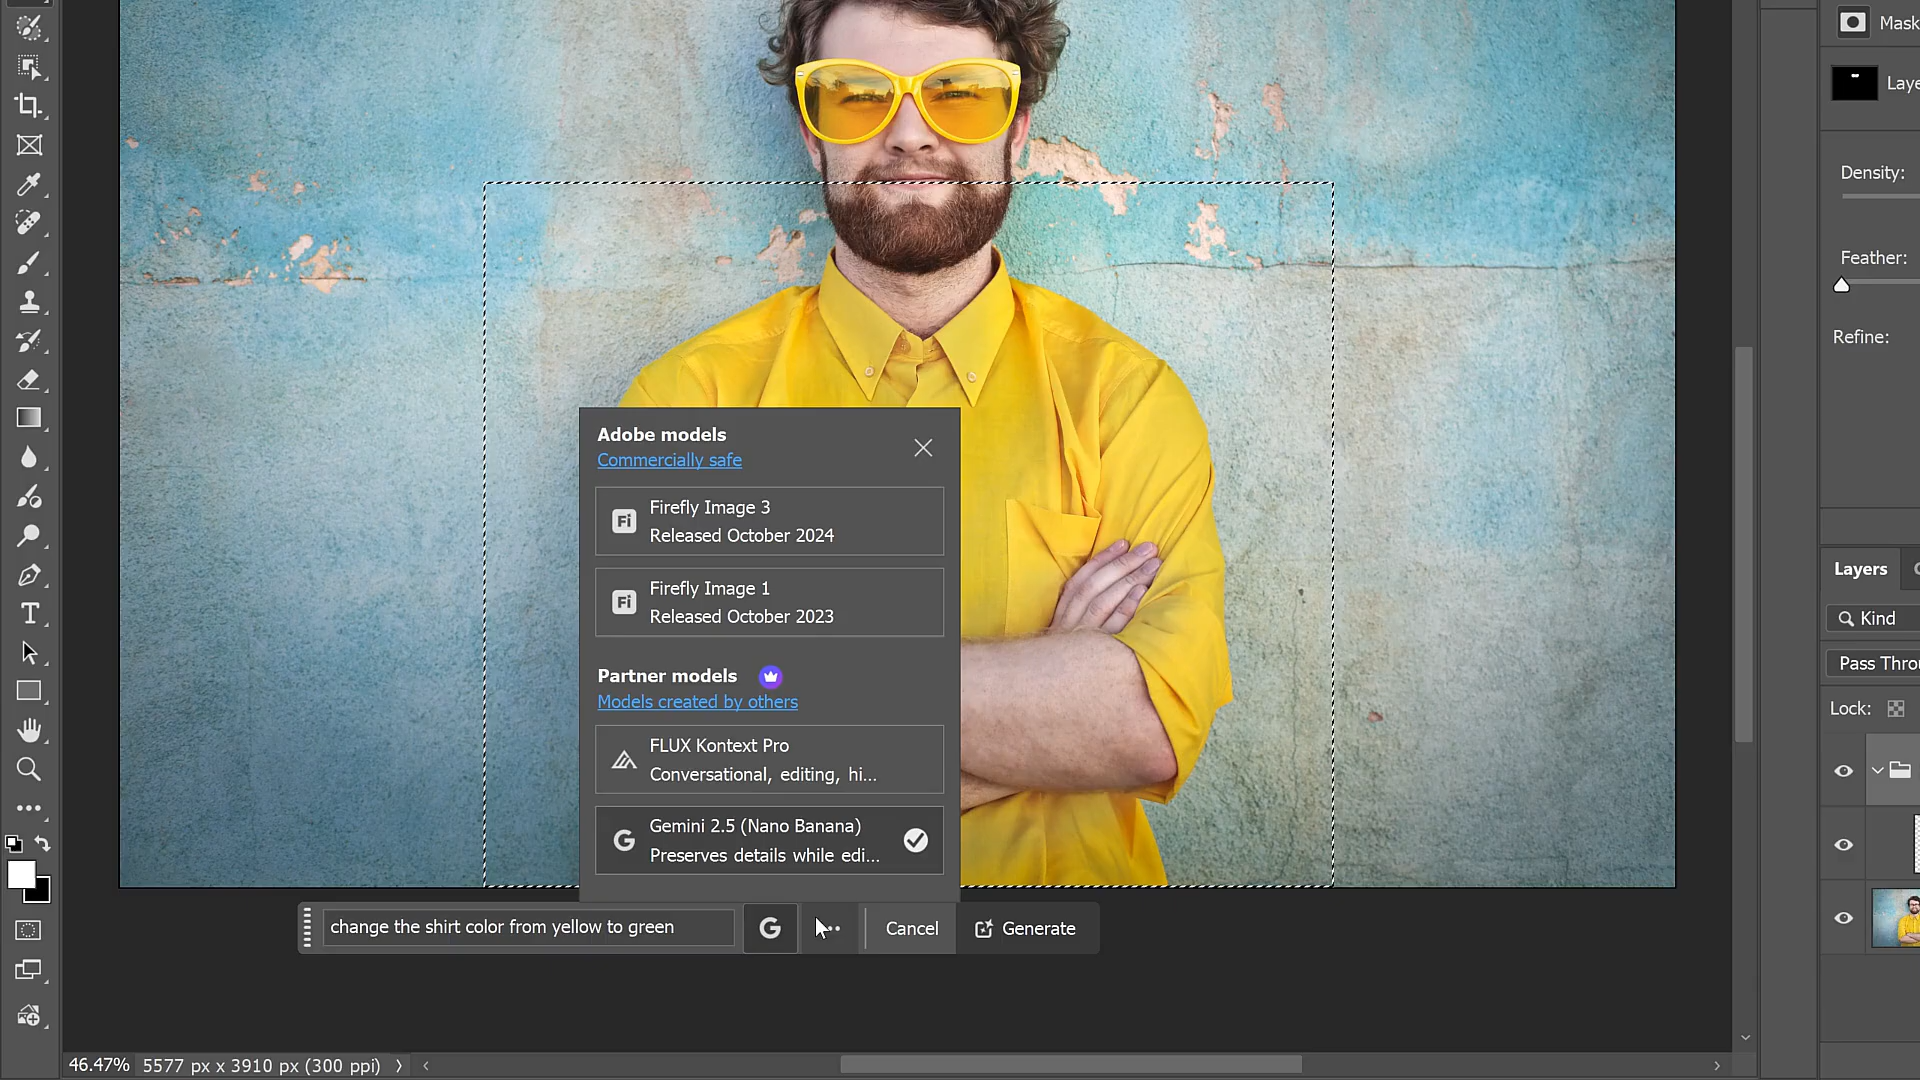 Mask
Laye
Density:
Feather:
Refine:
Adobe models
Commercially safe
Fi
Firefly Image 3
Released October 2024
Fi
Firefly Image 1
Released October 2023
Partner models
Models created by others
FLUX Kontext Pro
Conversational, editing, hi...
G
Gemini 2.5 (Nano Banana)
Preserves details while edi...
change the shirt color from yellow to green
G
Cancel
Generate
Layers
Kind
Pass Throu
Lock:
T
46.47%
5577 px x 3910 px (300 ppi)